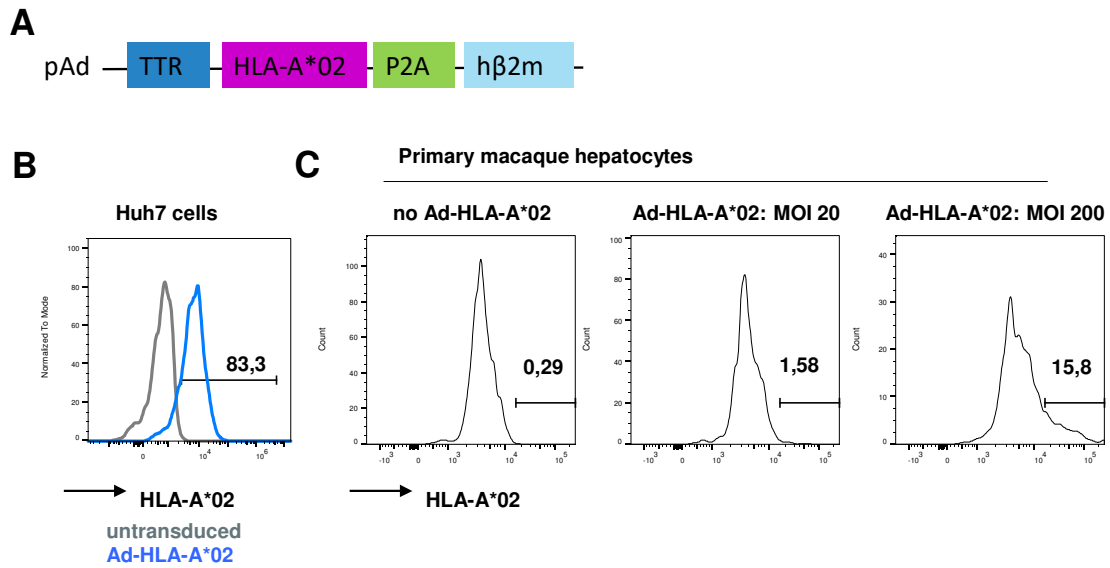 A
pAd TTR HLA-A*02 P2A hβ2m
B
C
Primary macaque hepatocytes
Huh7 cells
no Ad-HLA-A*02
Ad-HLA-A*02: MOI 20
Ad-HLA-A*02: MOI 200
Normalized To Mode
100
80
60
40
20
0
83,3
0 10^4 10^6
HLA-A*02
untransduced
Ad-HLA-A*02
Count
100
80
60
40
20
0
0,29
-10^3 0 10^3 10^4 10^5
HLA-A*02
Count
100
80
60
40
20
0
1,58
-10^3 0 10^3 10^4 10^5
Count
40
30
20
10
0
15,8
-10^3 0 10^3 10^4 10^5